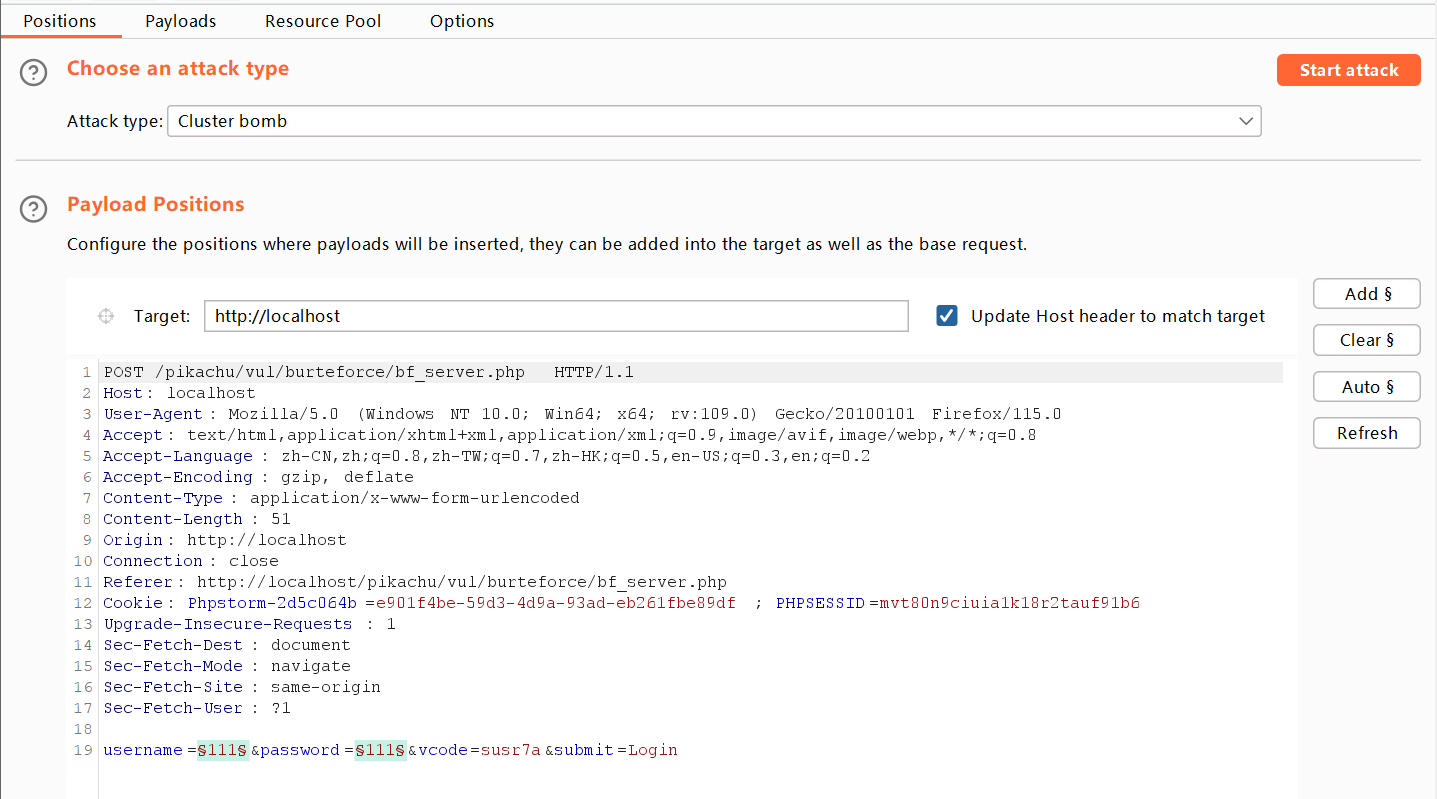 Positions Payloads Resource Pool Options
Choose an attack type
Start attack
Attack type: Cluster bomb
Payload Positions
Configure the positions where payloads will be inserted, they can be added into the target as well as the base request.
Target: http://localhost Update Host header to match target
Add §
Clear §
Auto §
Refresh
1 POST /pikachu/vul/burteforce/bf_server.php HTTP/1.1
2 Host: localhost
3 User-Agent: Mozilla/5.0 (Windows NT 10.0; Win64; x64; rv:109.0) Gecko/20100101 Firefox/115.0
4 Accept: text/html,application/xhtml+xml,application/xml;q=0.9,image/avif,image/webp,*/*;q=0.8
5 Accept-Language: zh-CN,zh;q=0.8,zh-TW;q=0.7,zh-HK;q=0.5,en-US;q=0.3,en;q=0.2
6 Accept-Encoding: gzip, deflate
7 Content-Type: application/x-www-form-urlencoded
8 Content-Length: 51
9 Origin: http://localhost
10 Connection: close
11 Referer: http://localhost/pikachu/vul/burteforce/bf_server.php
12 Cookie: Phpstorm-2d5c064b=e901f4be-59d3-4d9a-93ad-eb261fbe89df; PHPSESSID=mvt80n9ciuia1k18r2tauf91b6
13 Upgrade-Insecure-Requests: 1
14 Sec-Fetch-Dest: document
15 Sec-Fetch-Mode: navigate
16 Sec-Fetch-Site: same-origin
17 Sec-Fetch-User: ?1
18
19 username=§111§&password=§111§&vcode=susr7a&submit=Login